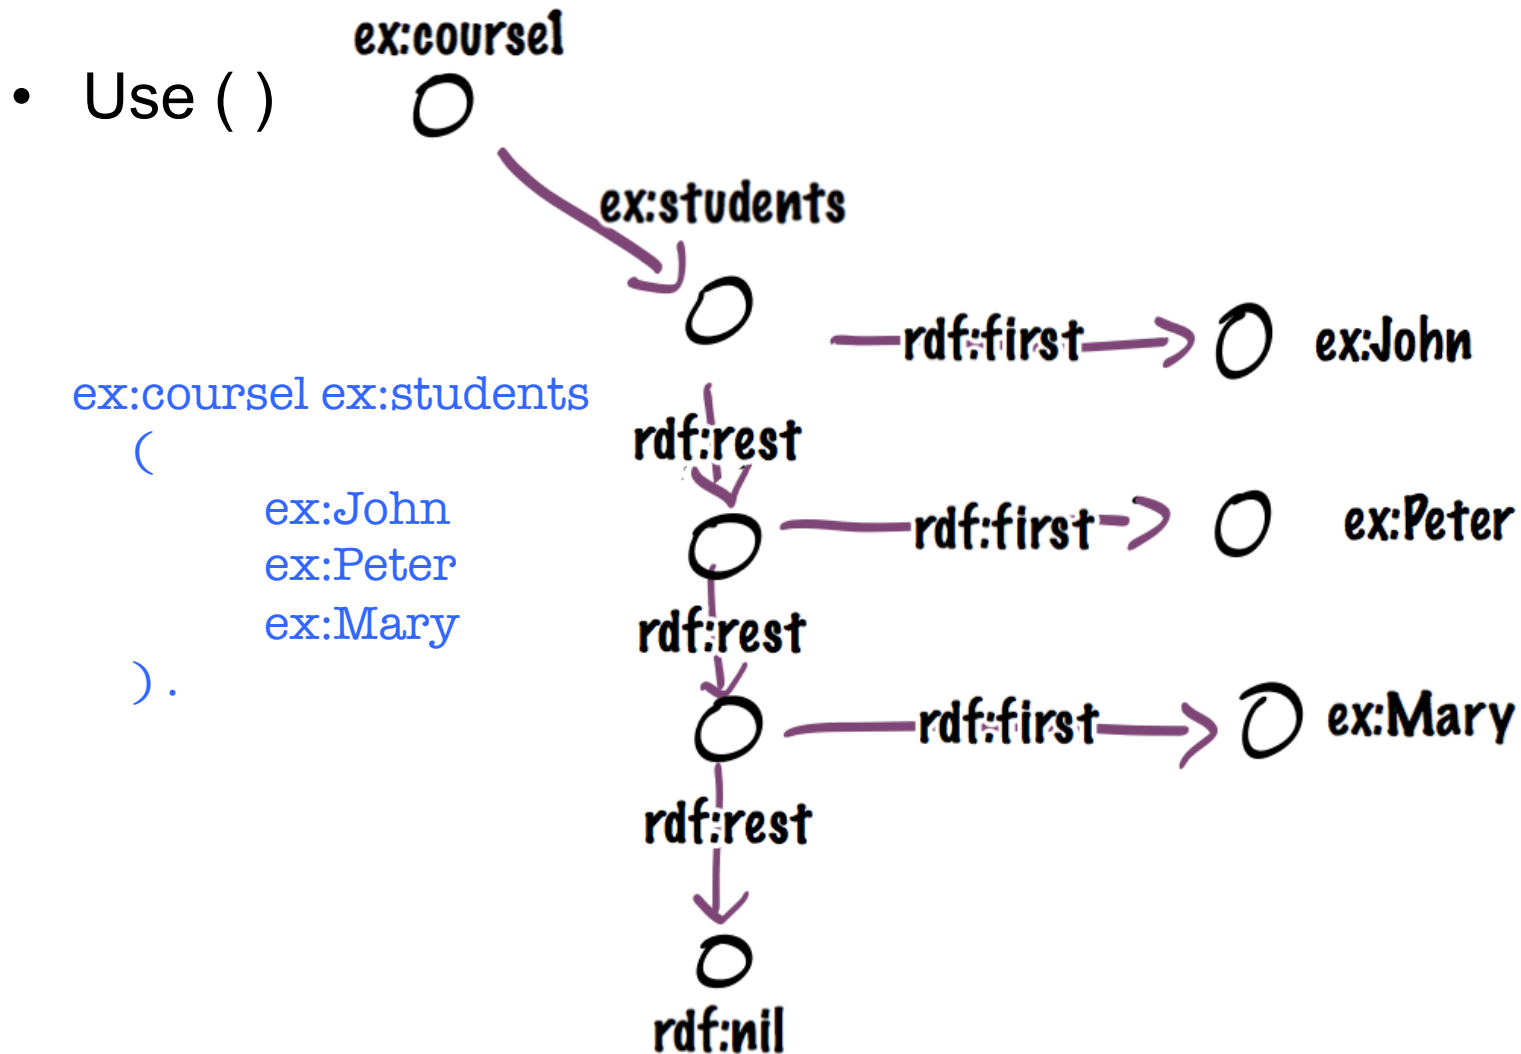 ex:course1
• Use ( )
ex:students
rdf:first
ex:John
ex:coursel ex:students
rdf:rest
(
ex:John
rdf:first
ex:Peter
ex:Peter
ex:Mary
rdf:rest
) .
rdf:first
ex:Mary
rdf:rest
rdf:nil